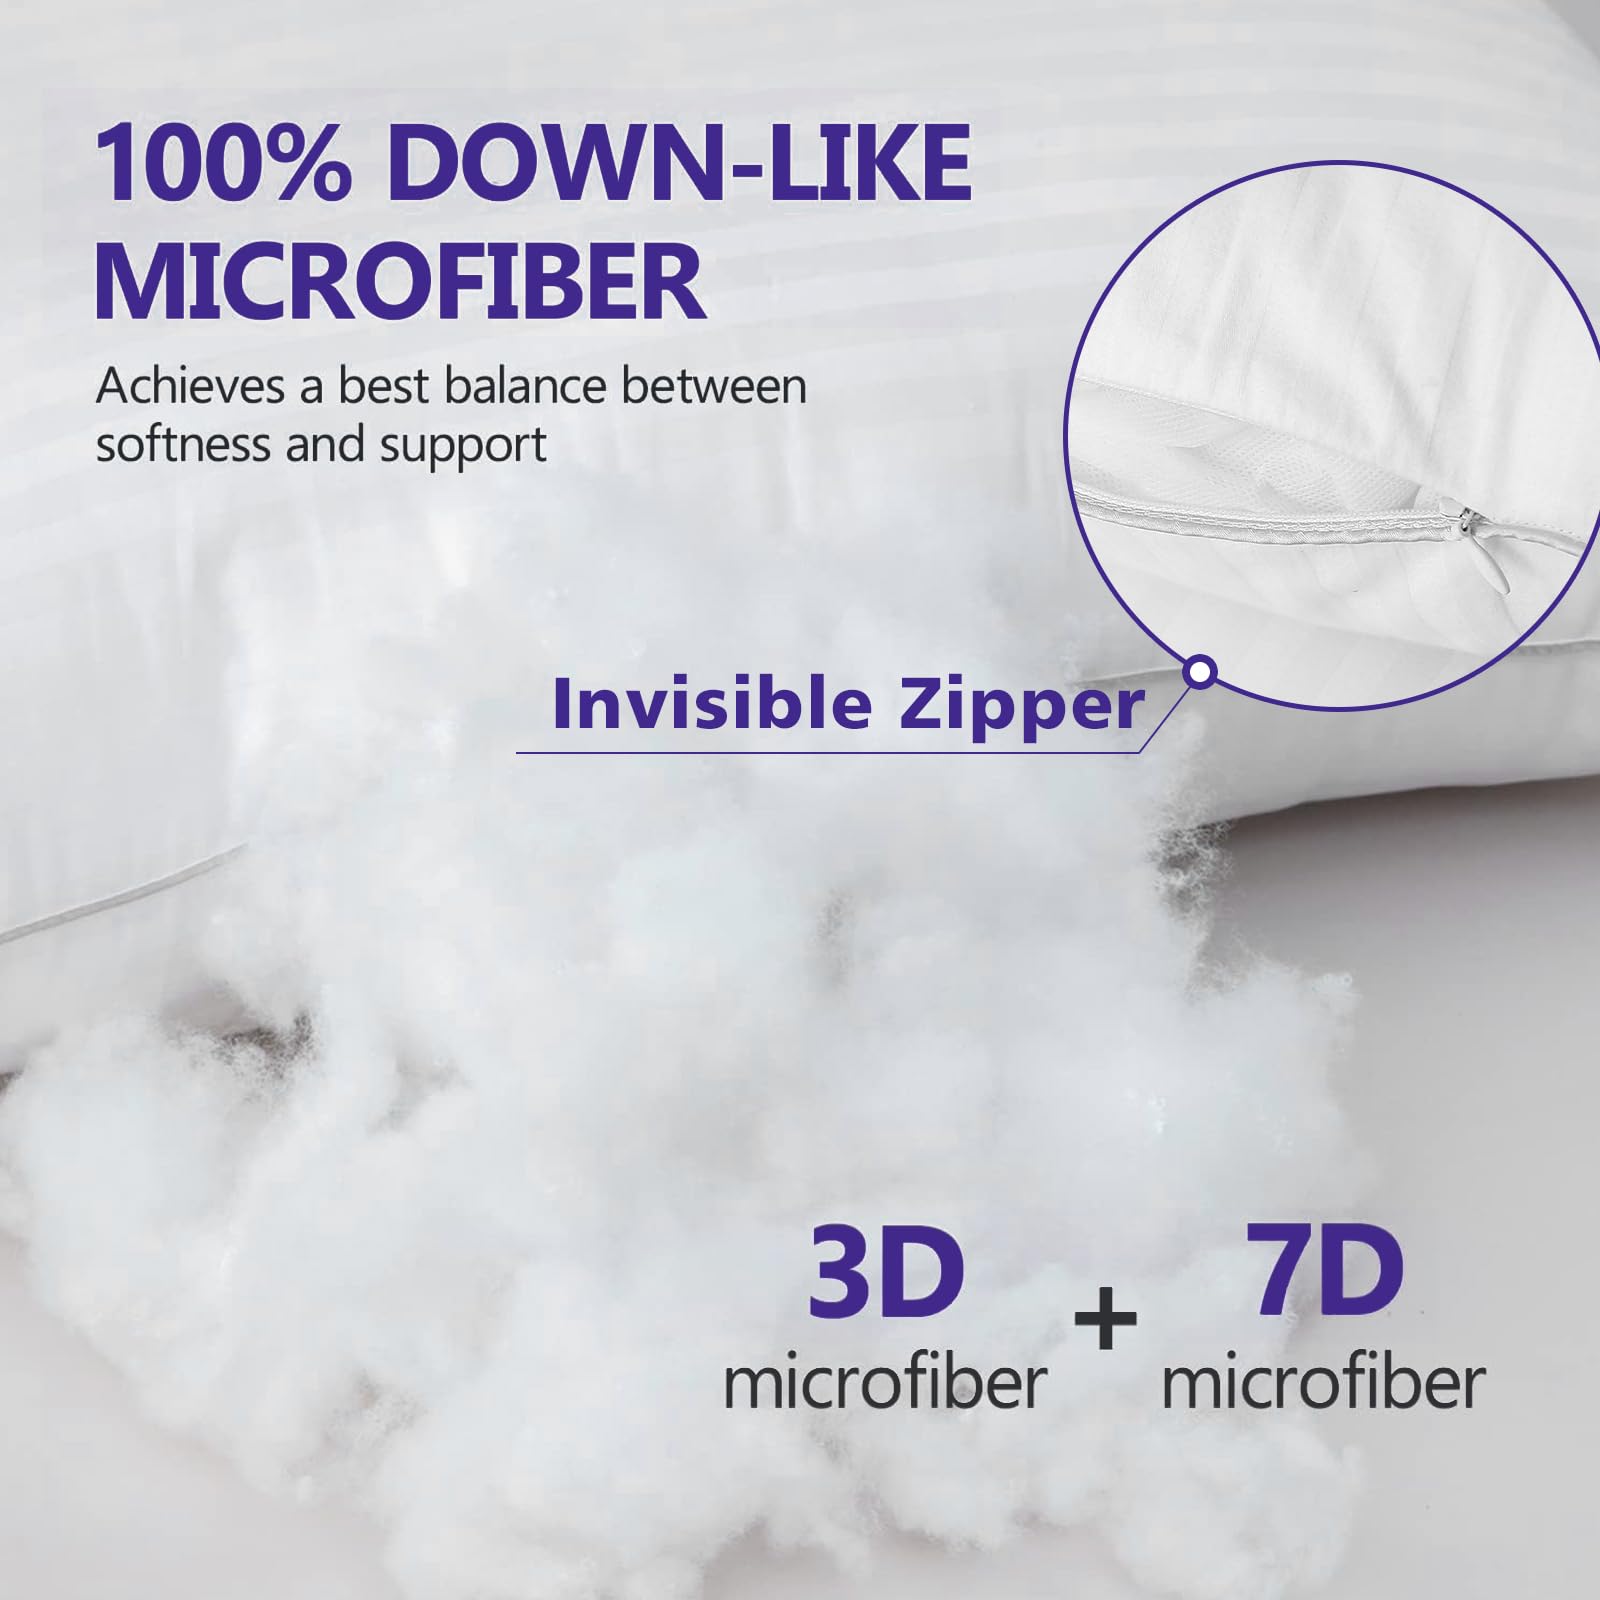 100% DOWN-LIKE
MICROFIBER
Achieves a best balance between
softness and support
Invisible Zipper
3D
microfiber
+
7D
microfiber